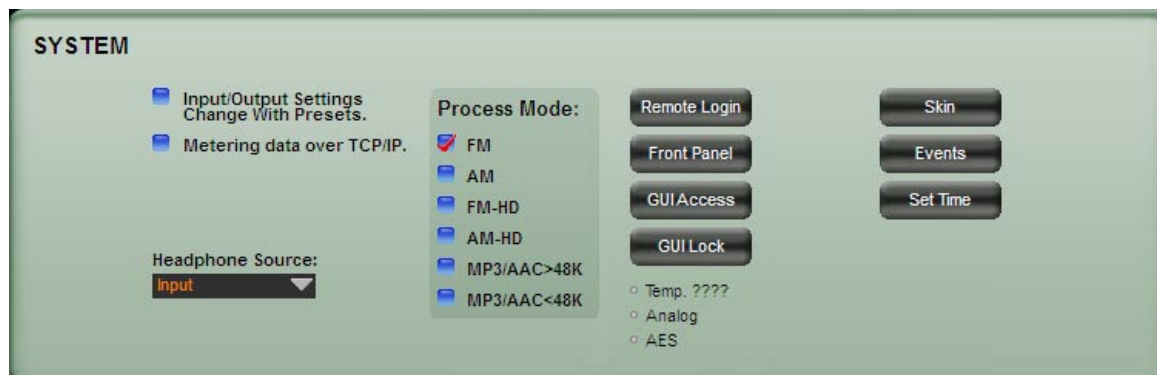 SYSTEM
Input/Output Settings
Change With Presets.
Metering data over TCP/IP.
Headphone Source:
Input
Process Mode:
FM
AM
FM-HD
AM-HD
MP3/AAC>48K
MP3/AAC<48K
Remote Login
Front Panel
GUI Access
GUI Lock
Temp. ????
Analog
AES
Skin
Events
Set Time